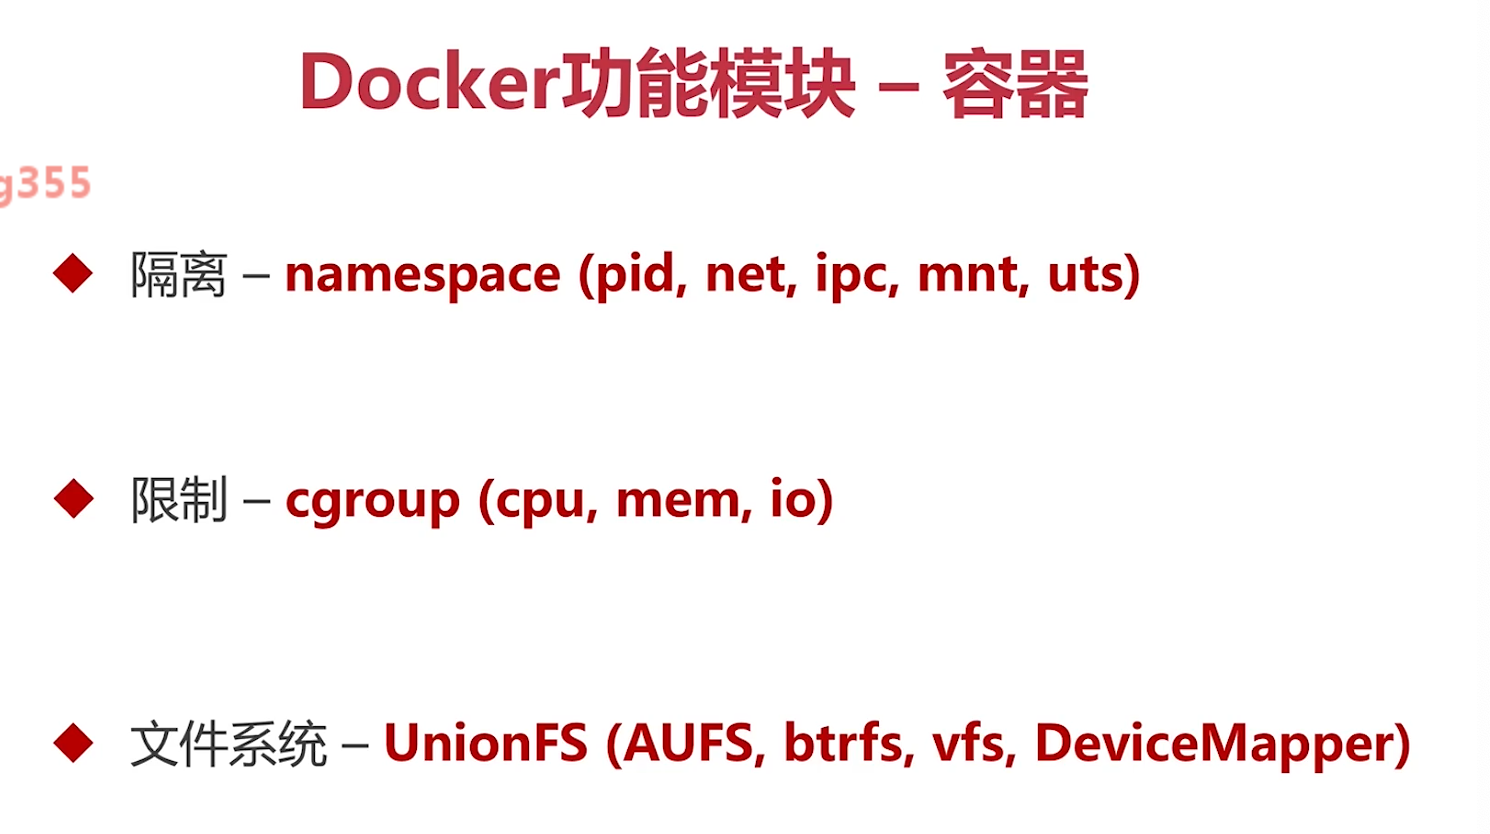 Docker功能模块 – 容器
g355
隔离 – namespace (pid, net, ipc, mnt, uts)
限制 – cgroup (cpu, mem, io)
文件系统 – UnionFS (AUFS, btrfs, vfs, DeviceMapper)